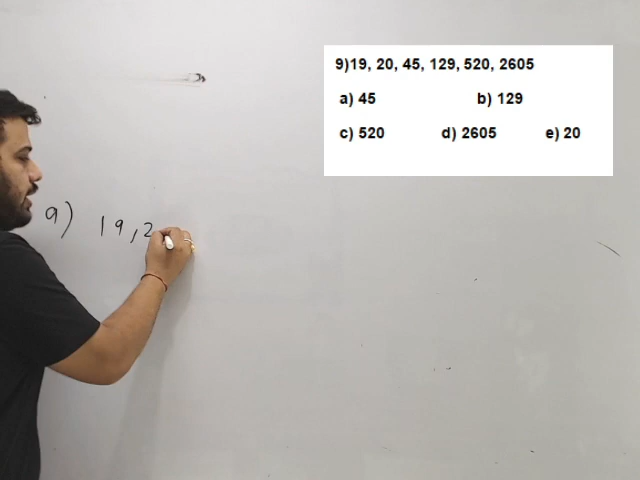 9)19, 20, 45, 129, 520, 2605
a) 45 b) 129
c) 520 d) 2605 e) 20
9) 19, 2